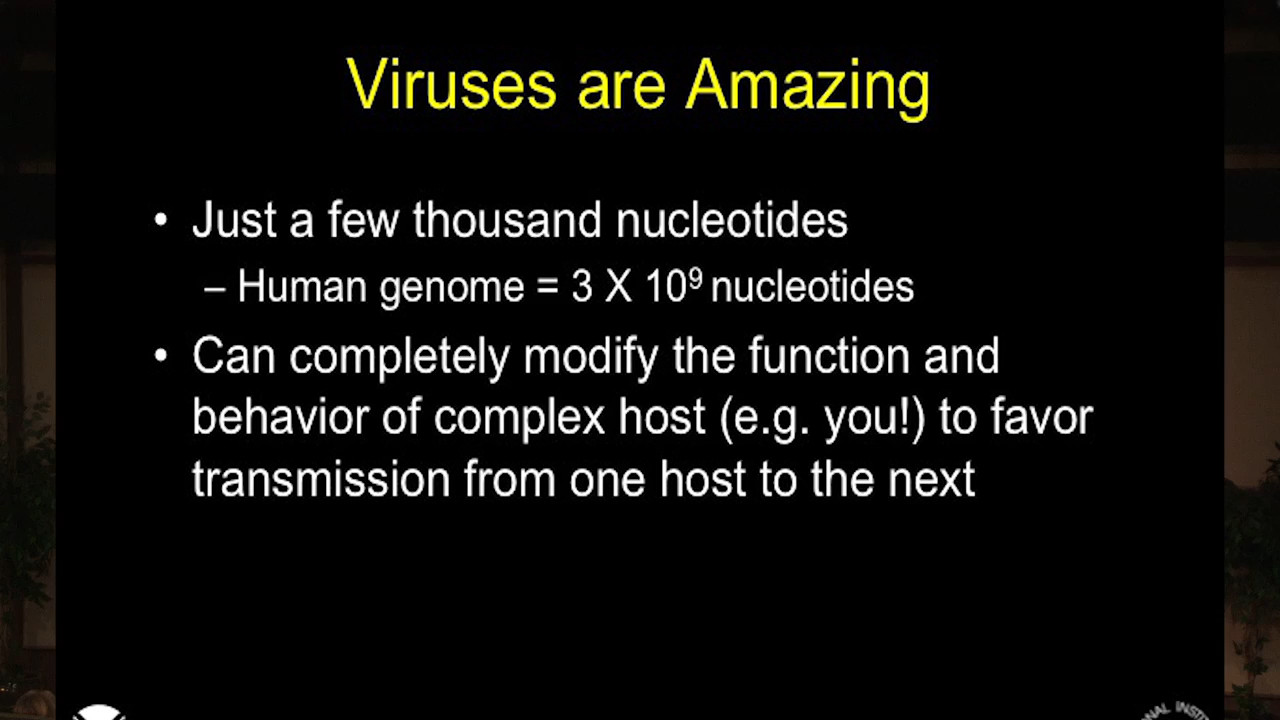 Viruses are Amazing
• Just a few thousand nucleotides
– Human genome = 3 X 10⁹ nucleotides
• Can completely modify the function and
behavior of complex host (e.g. you!) to favor
transmission from one host to the next